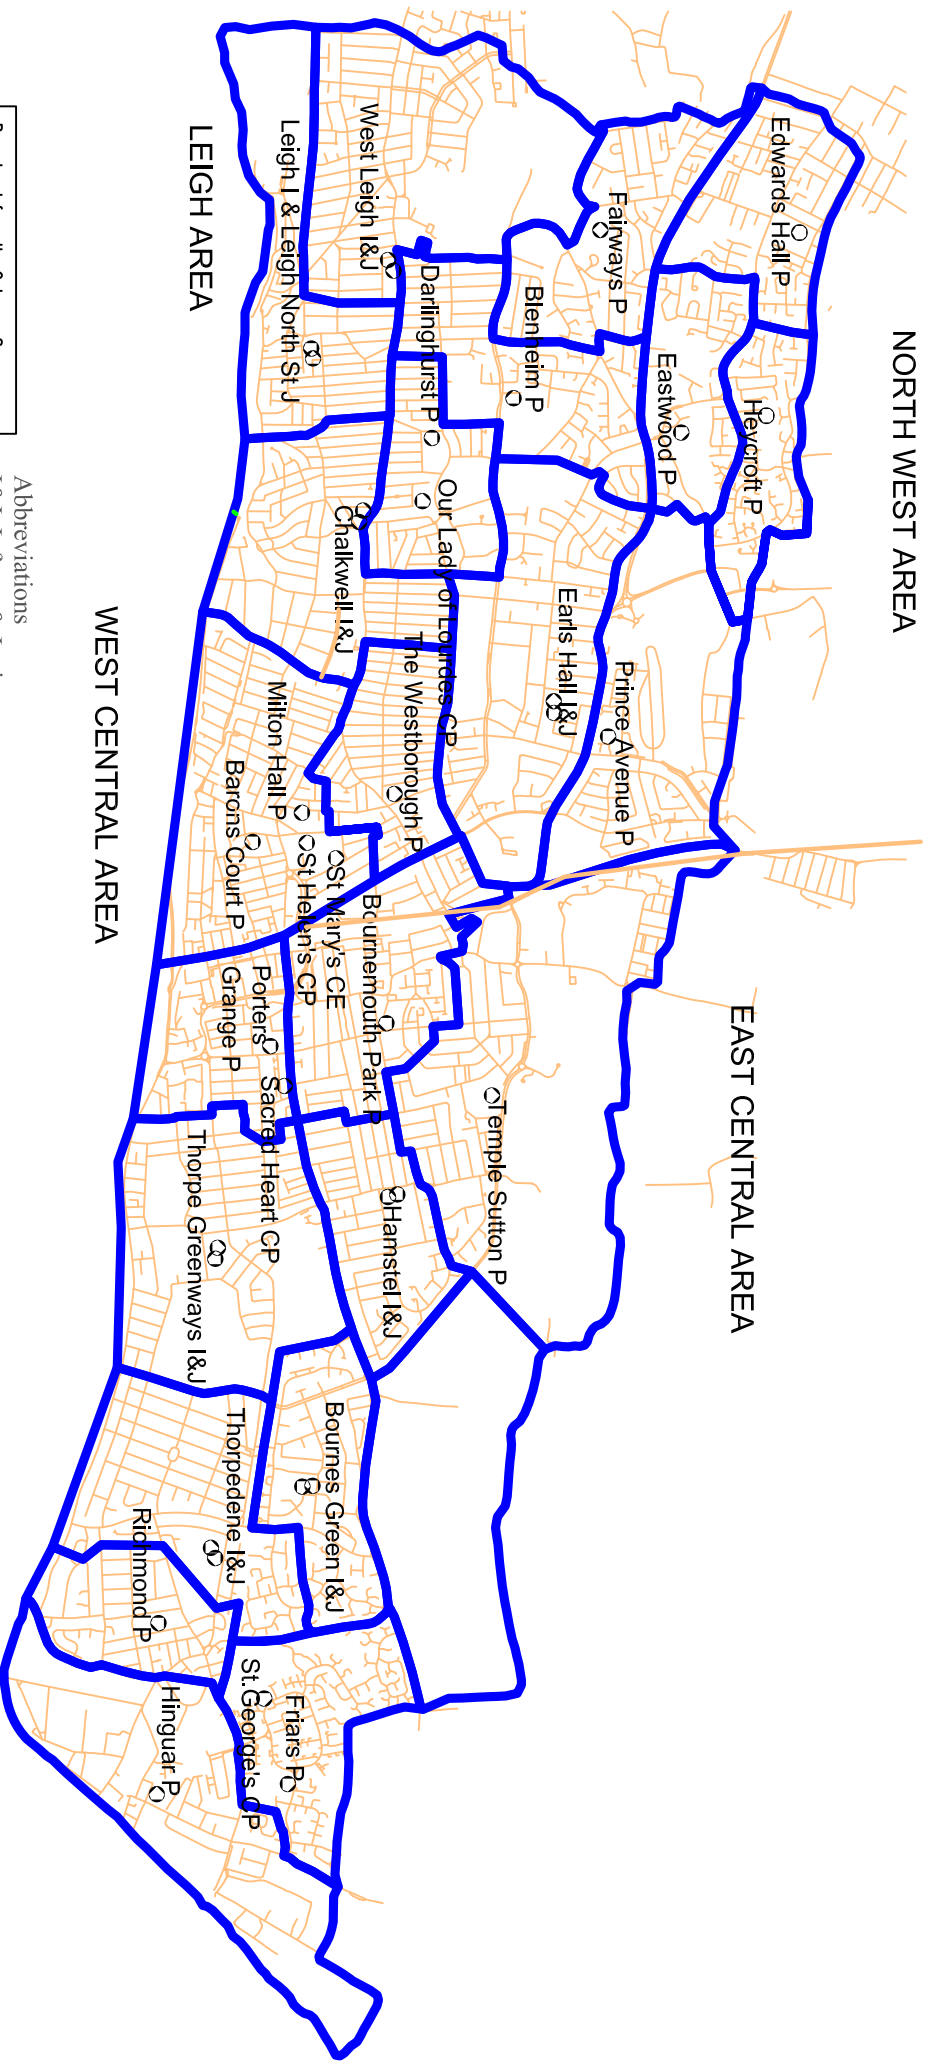 NORTH WEST AREA
EAST CENTRAL AREA
Edwards Hall P
Heycroft P
Eastwood P
Fairways P
Prince Avenue P
Blenheim P
Earls Hall I&J
Temple Sutton P
Darlinghurst P
Our Lady of Lourdes CP
The Westborough P
West Leigh I&J
Chalkwell I&J
Bournemouth Park P
Hamstel I&J
Leigh I & Leigh North St J
Milton Hall P
St Mary's CE
St Helen's CP
Bournes Green I&J
Barons Court P
Porters
Grange P
Sacred Heart CP
Friars P
St.George's CP
Thorpe Greenways I&J
Thorpedene I&J
Richmond P
Hinguar P
LEIGH AREA
WEST CENTRAL AREA
Abbreviations